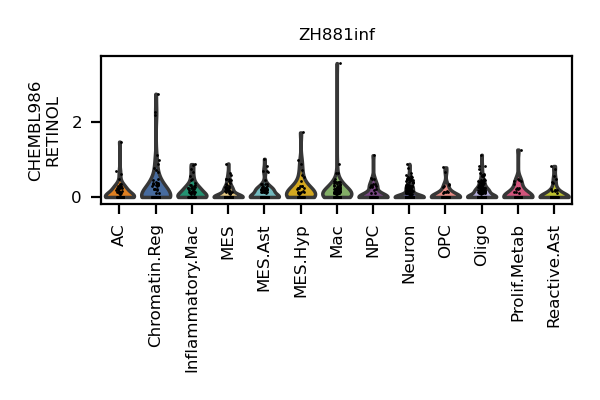 ZH881inf
CHEMBL986
RETINOL
2
0
AC
Chromatin.Reg
Inflammatory.Mac
MES
MES.Ast
MES.Hyp
Mac
NPC
Neuron
OPC
Oligo
Prolif.Metab
Reactive.Ast